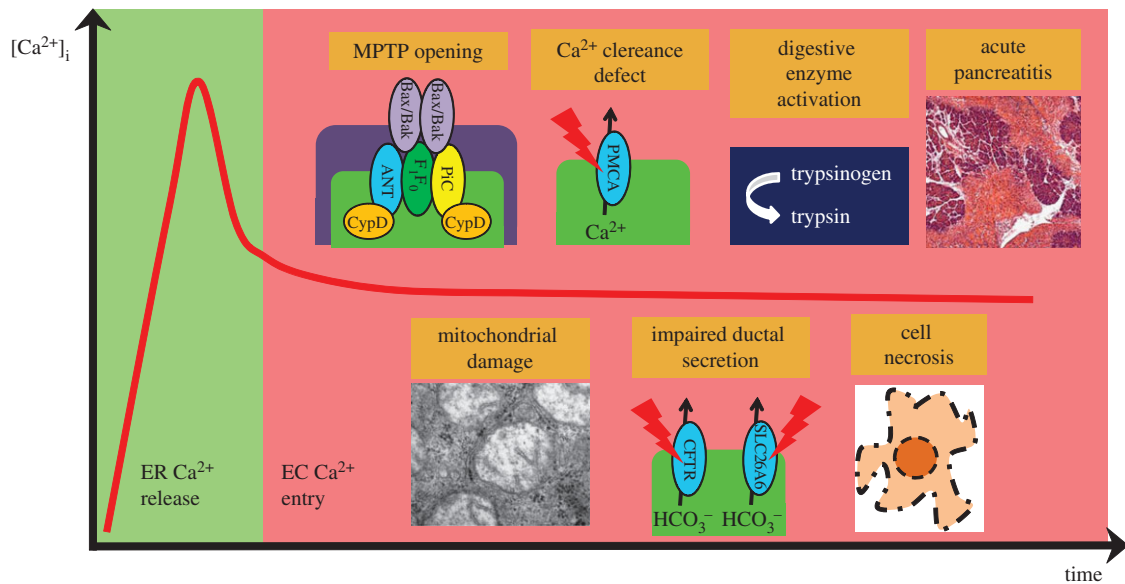 [Ca²⁺]ᵢ
MPTP opening
Bax/Bak
Bax/Bak
ANT
F₁F₀
PiC
CypD
CypD
Ca²⁺ clereance
defect
PMCA
Ca²⁺
digestive
enzyme
activation
trypsinogen
trypsin
acute
pancreatitis
ER Ca²⁺
release
EC Ca²⁺
entry
mitochondrial
damage
impaired ductal
secretion
CFTR
SLC26A6
HCO₃⁻ HCO₃⁻
cell
necrosis
time